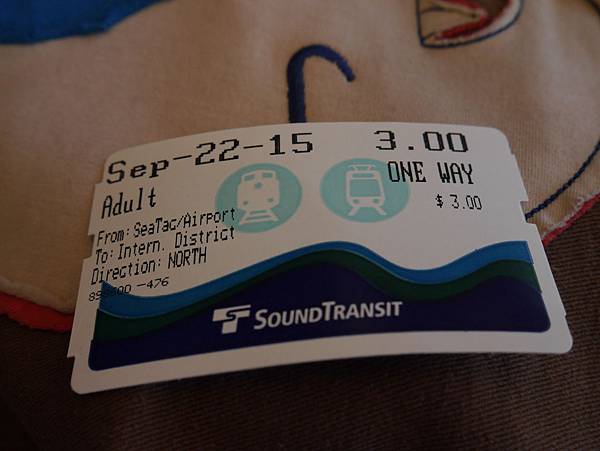 Sep-22-15 3.00
Adult ONE WAY
$ 3.00
From: SeaTac/Airport
To: Intern. District
Direction: NORTH
-476
SOUNDTRANSIT